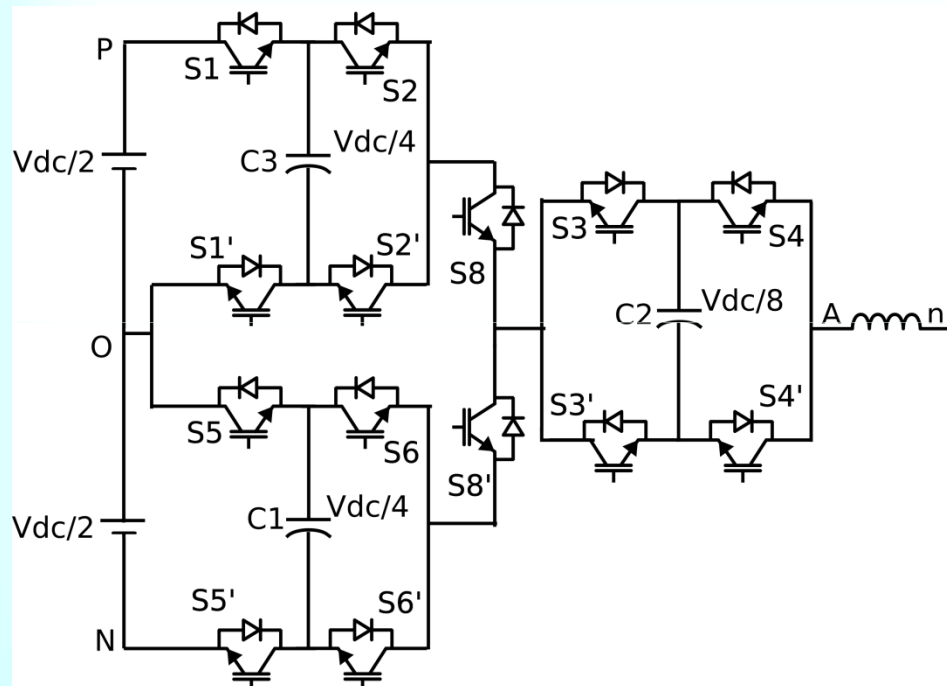 P
S1
S2
Vdc/2
C3
Vdc/4
S1'
S2'
S8
S3
S4
O
C2
Vdc/8
A
n
S5
S6
S3'
S4'
Vdc/2
C1
Vdc/4
S8'
S5'
S6'
N